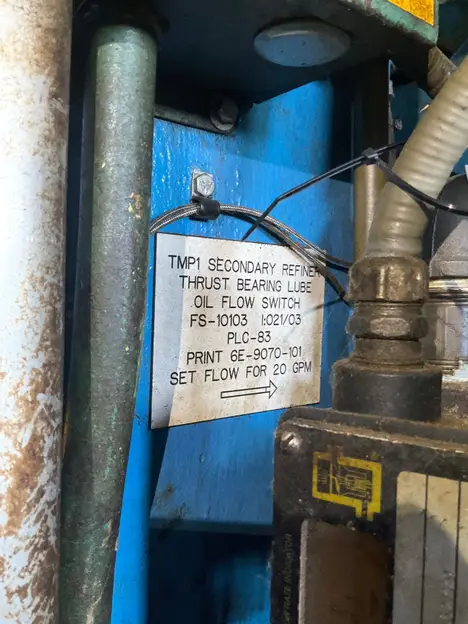 TMP1 SECONDARY REFINER
THRUST BEARING LUBE
OIL FLOW SWITCH
FS-10103 I:021/03
PLC-83
PRINT 6E-9070-101
SET FLOW FOR 20 GPM